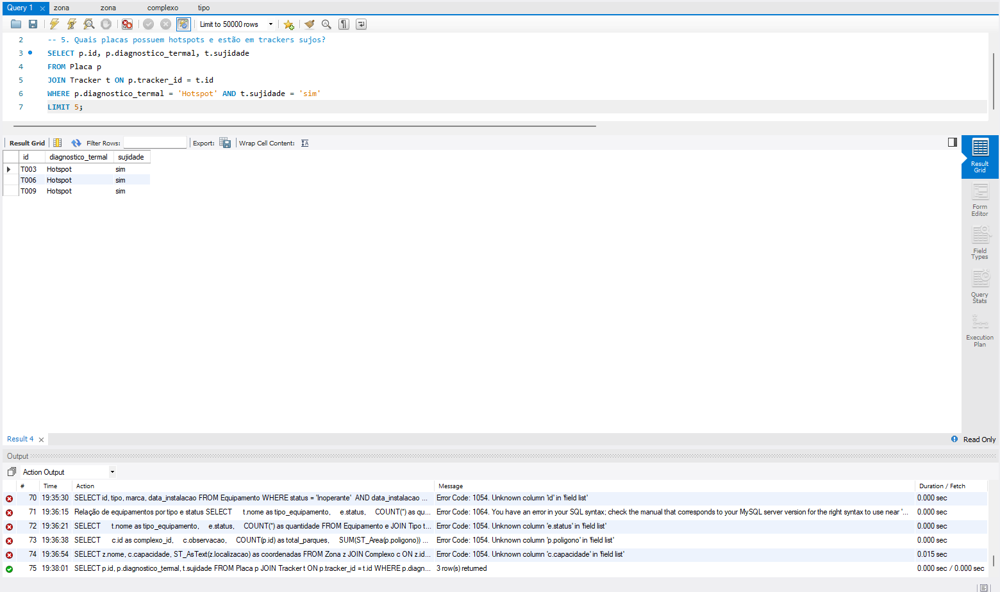 Query 1
zona
zona
complexo
tipo
Limit to 50000 rows
2 -- 5. Quais placas possuem hotspots e estão em trackers sujos?
3 SELECT p.id, p.diagnostico_termal, t.sujidade
4 FROM Placa p
5 JOIN Tracker t ON p.tracker_id = t.id
6 WHERE p.diagnostico_termal = 'Hotspot' AND t.sujidade = 'sim'
7 LIMIT 5;
Result Grid Filter Rows: Export: Wrap Cell Content:
id diagnostico_termal sujidade
T003 Hotspot sim
T006 Hotspot sim
T009 Hotspot sim
Result
Grid
Form
Editor
Field
Types
Query
Stats
Execution
Plan
Result 4
Read Only
Output
Action Output
# Time Action Message Duration / Fetch
70 19:35:30 SELECT id, tipo, marca, data_instalacao FROM Equipamento WHERE status = 'Inoperante' AND data_instalacao ... Error Code: 1054. Unknown column 'id' in 'field list' 0.000 sec
71 19:36:15 Relação de equipamentos por tipo e status SELECT t.nome as tipo_equipamento, e.status, COUNT(*) as qu... Error Code: 1064. You have an error in your SQL syntax; check the manual that corresponds to your MySQL server version for the right syntax to use near '... 0.000 sec
72 19:36:21 SELECT t.nome as tipo_equipamento, e.status, COUNT(*) as quantidade FROM Equipamento e JOIN Tipo t... Error Code: 1054. Unknown column 'e.status' in 'field list' 0.000 sec
73 19:36:38 SELECT c.id as complexo_id, c.observacao, COUNT(p.id) as total_parques, SUM(ST_Area(p.poligono)) ... Error Code: 1054. Unknown column 'p.poligono' in 'field list' 0.000 sec
74 19:36:54 SELECT z.nome, c.capacidade, ST_AsText(z.localizacao) as coordenadas FROM Zona z JOIN Complexo c ON z.id... Error Code: 1054. Unknown column 'c.capacidade' in 'field list' 0.015 sec
75 19:38:01 SELECT p.id, p.diagnostico_termal, t.sujidade FROM Placa p JOIN Tracker t ON p.tracker_id = t.id WHERE p.diagn... 3 row(s) returned 0.000 sec / 0.000 sec